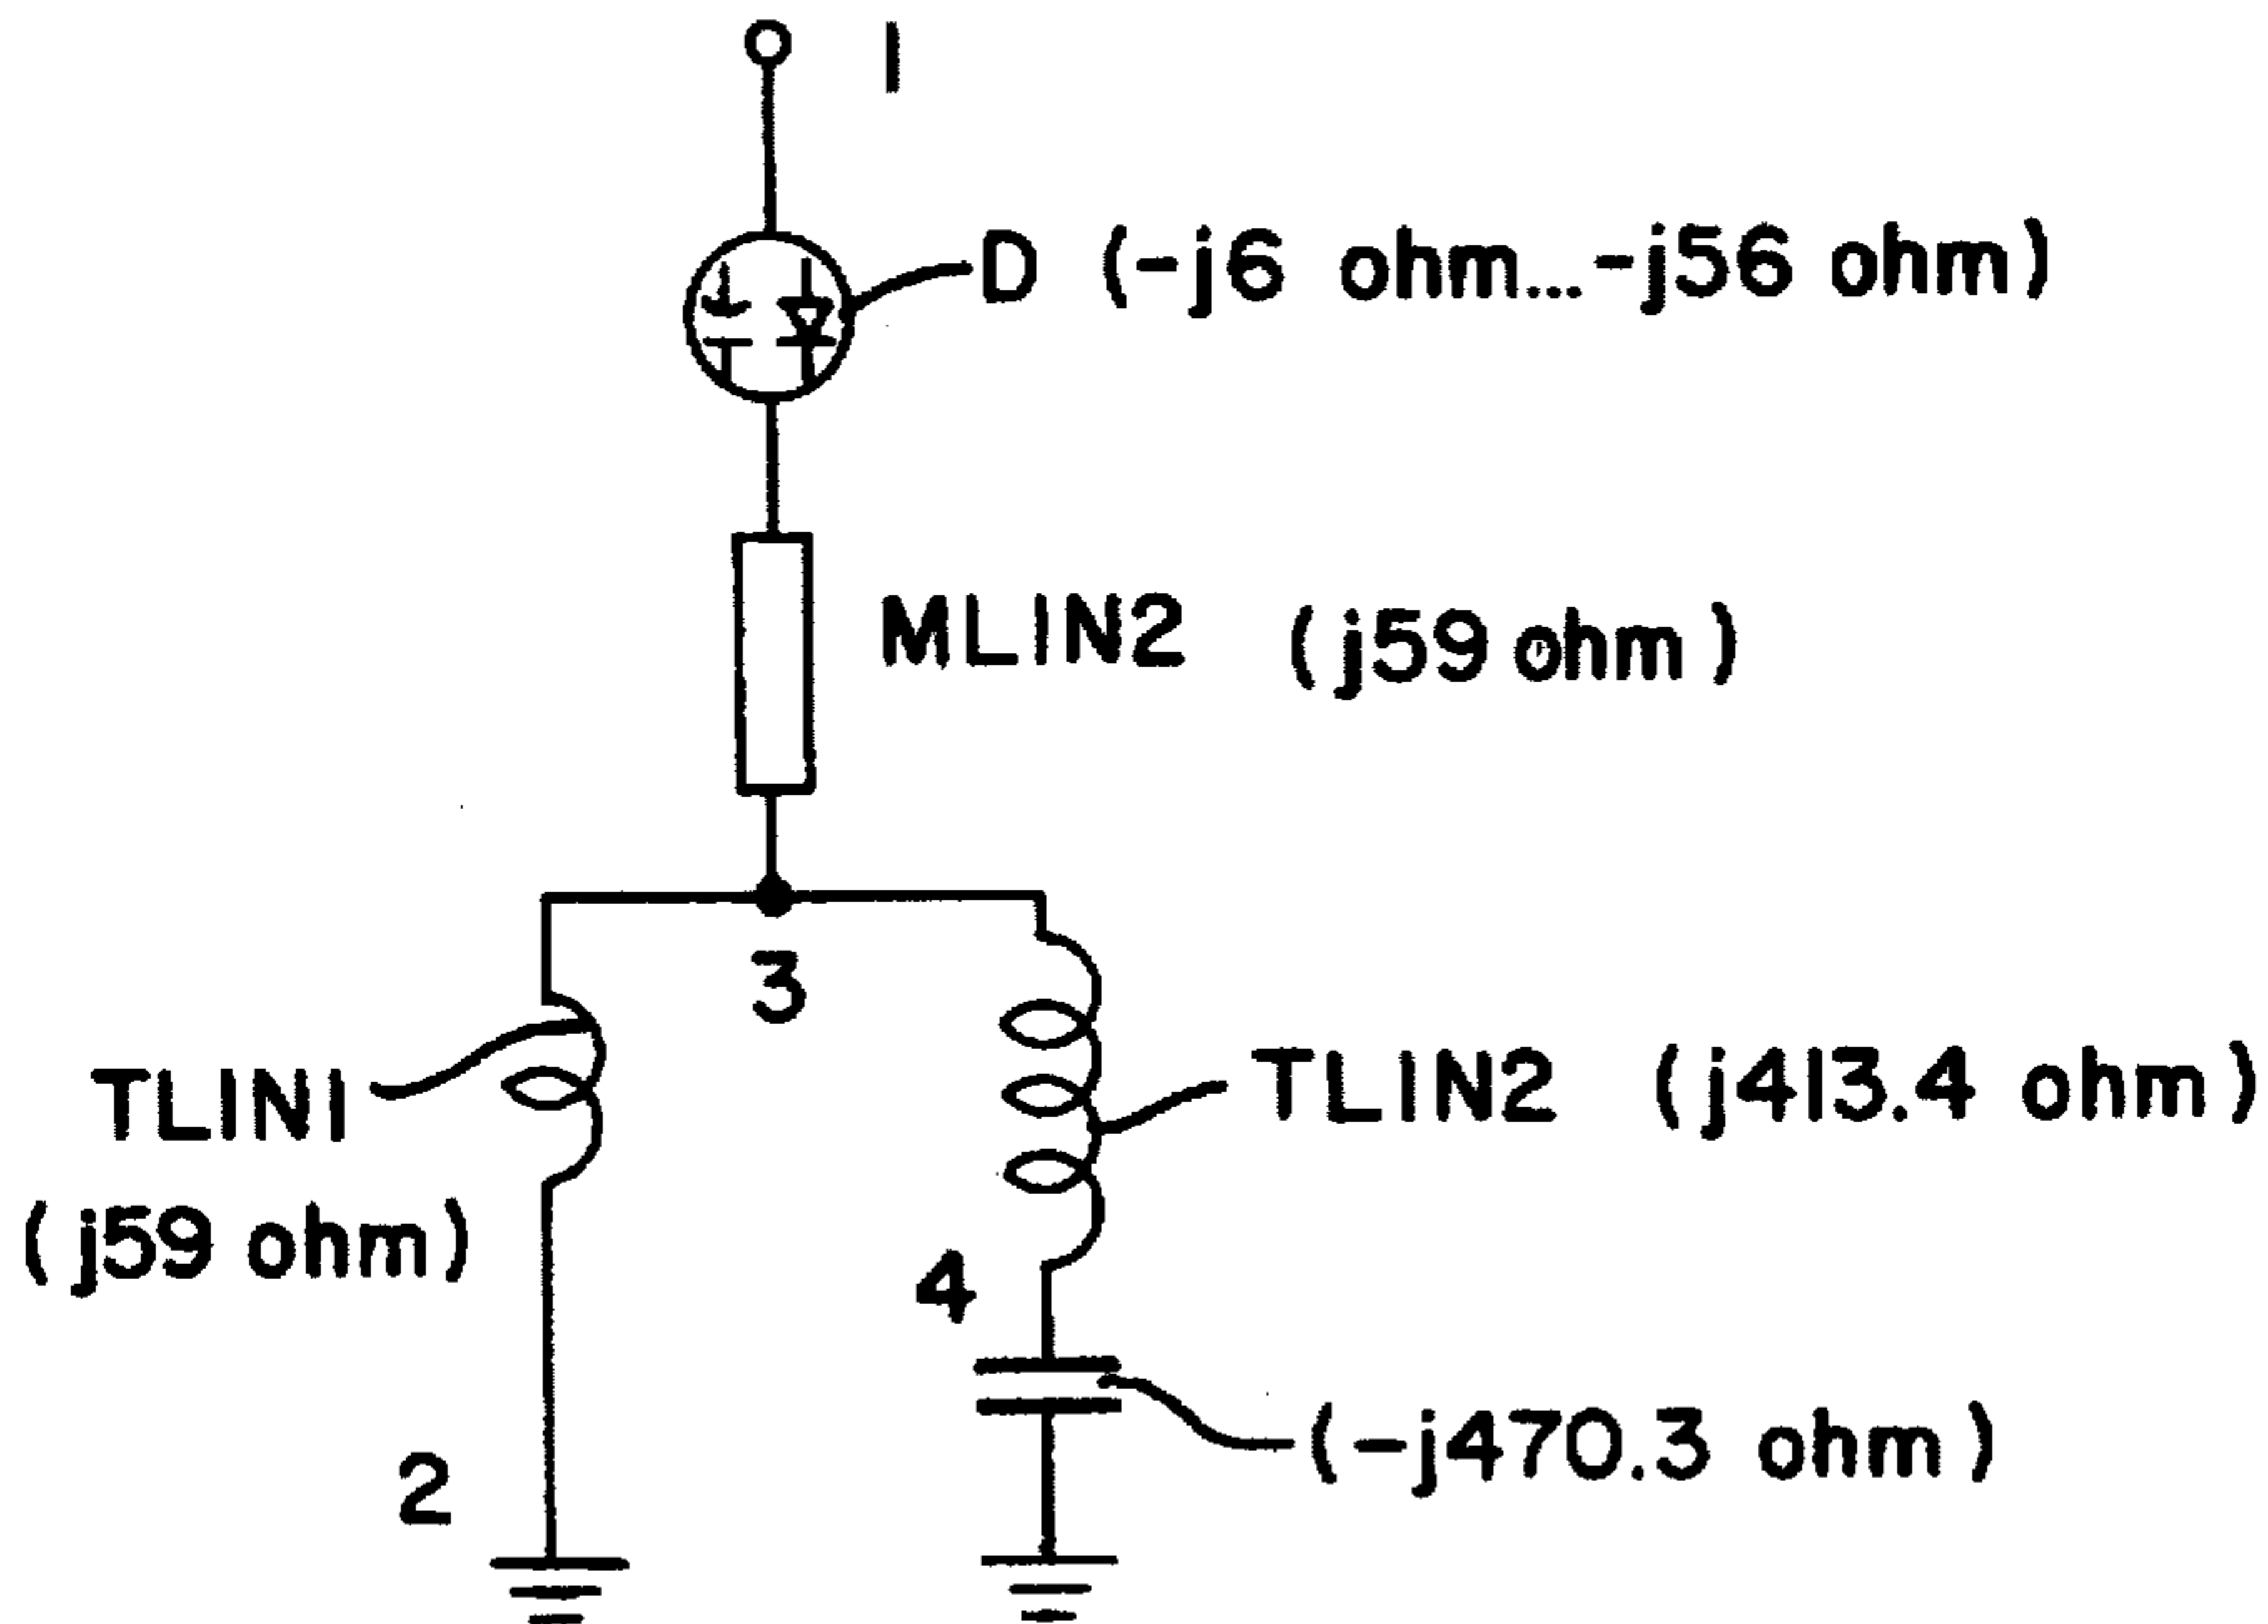 1
D (-j6 ohm...-j56 ohm)
MLIN2 (j59 ohm)
3
TLIN1
(j59 ohm)
TLIN2 (j413.4 ohm)
4
(-j470.3 ohm)
2